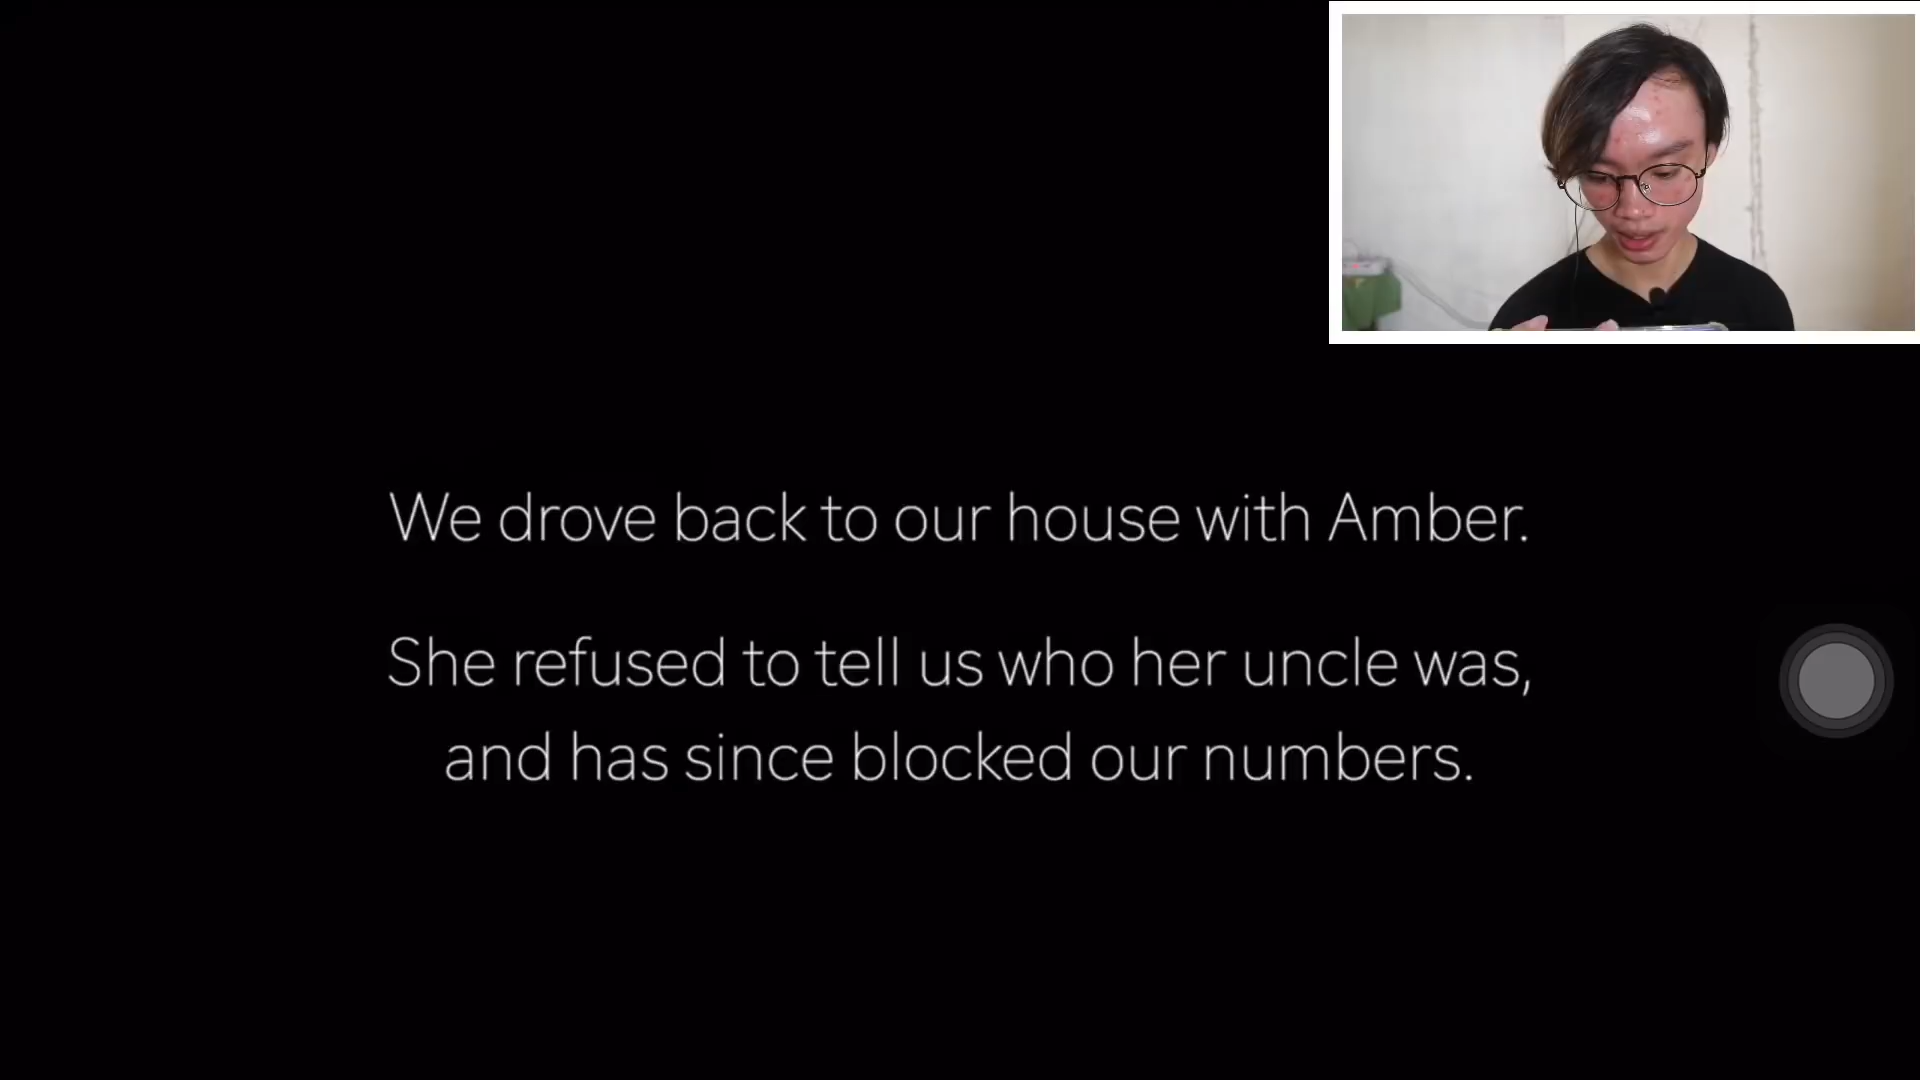 We drove back to our house with Amber.
She refused to tell us who her uncle was,
and has since blocked our numbers.